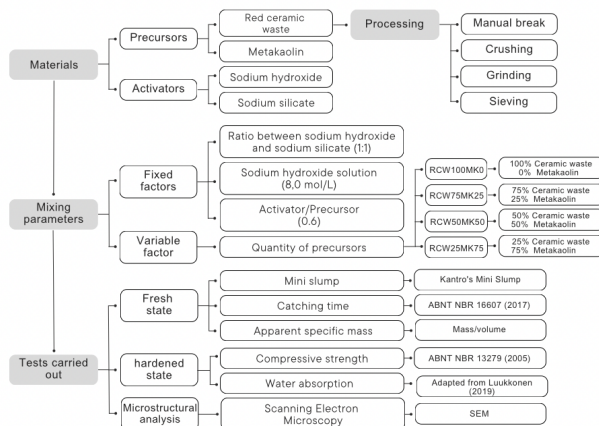 Materials
Precursors
Red ceramic
waste
Processing
Manual break
Crushing
Grinding
Sieving
Metakaolin
Activators
Sodium hydroxide
Sodium silicate
Mixing
parameters
Fixed
factors
Ratio between sodium hydroxide
and sodium silicate (1:1)
Sodium hydroxide solution
(8,0 mol/L)
Activator/Precursor
(0.6)
Variable
factor
Quantity of precursors
RCW100MK0
100% Ceramic waste
0% Metakaolin
RCW75MK25
75% Ceramic waste
25% Metakaolin
RCW50MK50
50% Ceramic waste
50% Metakaolin
RCW25MK75
25% Ceramic waste
75% Metakaolin
Tests carried
out
Fresh
state
Mini slump
Kantro's Mini Slump
Catching time
ABNT NBR 16607 (2017)
Apparent specific mass
Mass/volume
hardened
state
Compressive strength
ABNT NBR 13279 (2005)
Water absorption
Adapted from Luukkonen
(2019)
Microstructural
analysis
Scanning Electron
Microscopy
SEM